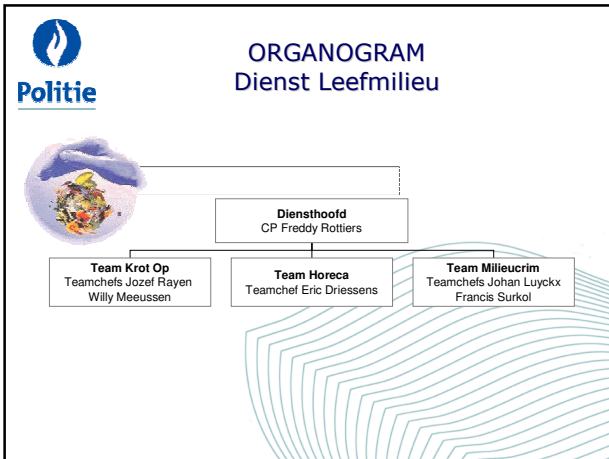 Politie
ORGANOGRAM
Dienst Leefmilieu
Diensthoofd
CP Freddy Rottiers
Team Krot Op
Teamchefs Jozef Rayen
Willy Meeussen
Team Horeca
Teamchef Eric Driessens
Team Milieucrim
Teamchefs Johan Luyckx
Francis Surkol